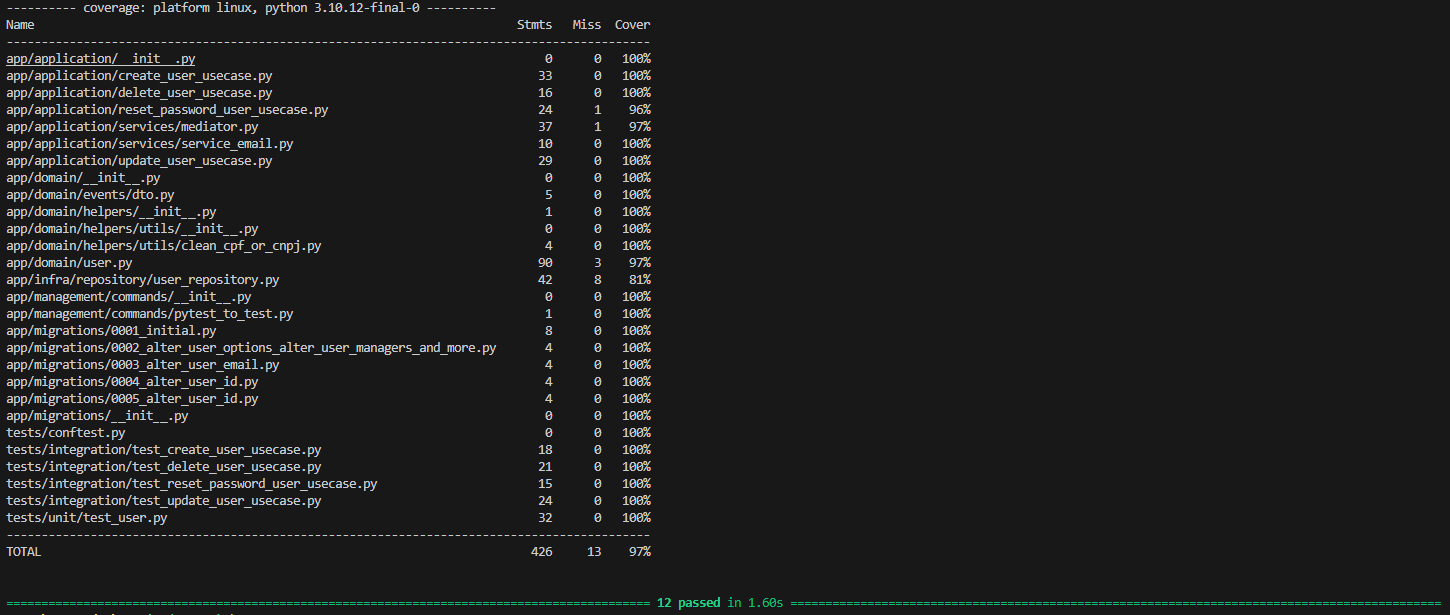 ---------- coverage: platform linux, python 3.10.12-final-0 ----------
Name                                                                     Stmts   Miss  Cover
--------------------------------------------------------------------------------------------
app/application/__init__.py                                                  0      0   100%
app/application/create_user_usecase.py                                      33      0   100%
app/application/delete_user_usecase.py                                      16      0   100%
app/application/reset_password_user_usecase.py                              24      1    96%
app/application/services/mediator.py                                        37      1    97%
app/application/services/service_email.py                                   10      0   100%
app/application/update_user_usecase.py                                      29      0   100%
app/domain/__init__.py                                                       0      0   100%
app/domain/events/dto.py                                                     5      0   100%
app/domain/helpers/__init__.py                                               1      0   100%
app/domain/helpers/utils/__init__.py                                         0      0   100%
app/domain/helpers/utils/clean_cpf_or_cnpj.py                                4      0   100%
app/domain/user.py                                                          90      3    97%
app/infra/repository/user_repository.py                                     42      8    81%
app/management/commands/__init__.py                                          0      0   100%
app/management/commands/pytest_to_test.py                                    1      0   100%
app/migrations/0001_initial.py                                               8      0   100%
app/migrations/0002_alter_user_options_alter_user_managers_and_more.py       4      0   100%
app/migrations/0003_alter_user_email.py                                      4      0   100%
app/migrations/0004_alter_user_id.py                                         4      0   100%
app/migrations/0005_alter_user_id.py                                         4      0   100%
app/migrations/__init__.py                                                   0      0   100%
tests/conftest.py                                                            0      0   100%
tests/integration/test_create_user_usecase.py                               18      0   100%
tests/integration/test_delete_user_usecase.py                               21      0   100%
tests/integration/test_reset_password_user_usecase.py                       15      0   100%
tests/integration/test_update_user_usecase.py                               24      0   100%
tests/unit/test_user.py                                                     32      0   100%
--------------------------------------------------------------------------------------------
TOTAL                                                                      426     13    97%
============================================================================================ 12 passed in 1.60s =============================================================================================